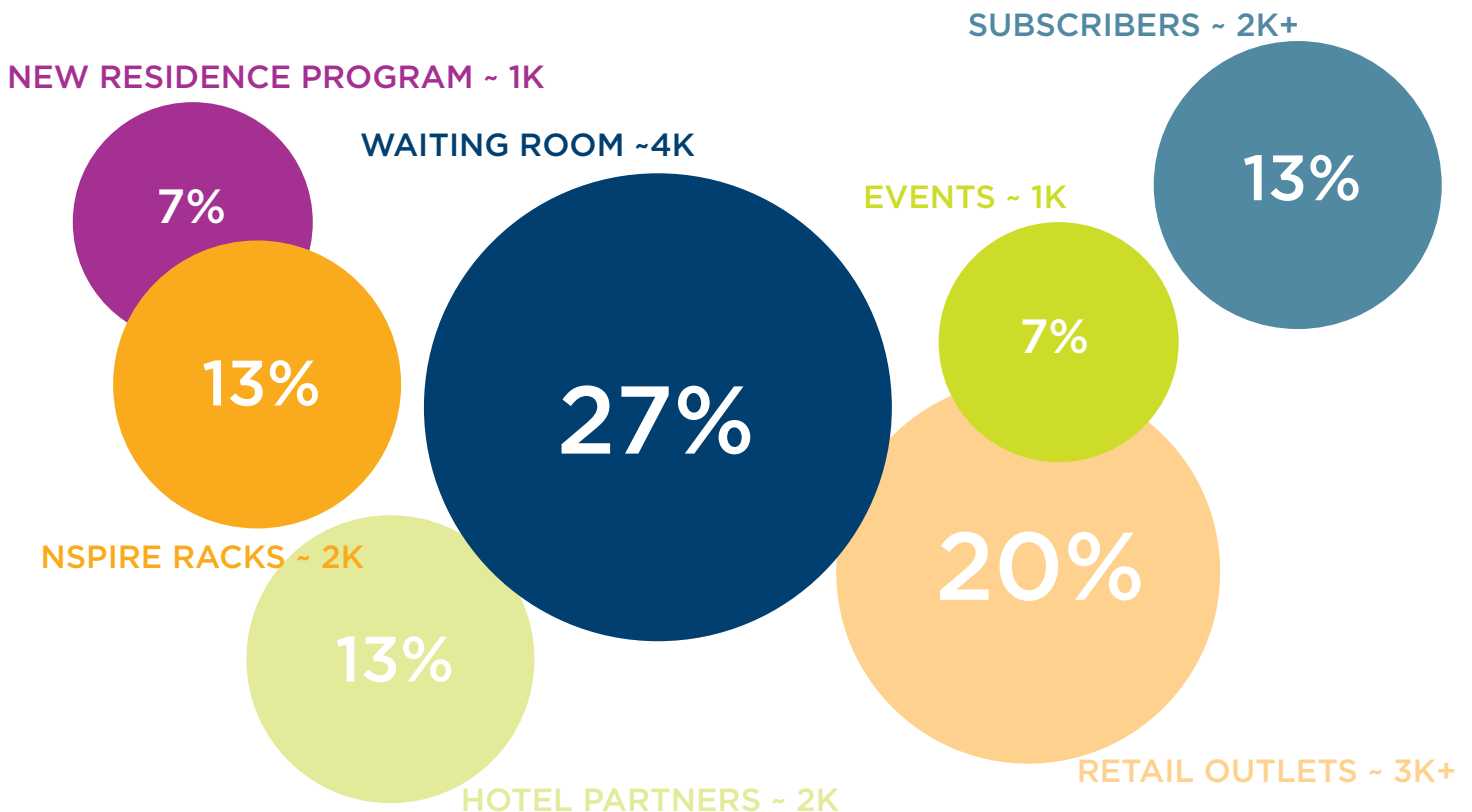 SUBSCRIBERS ~ 2K+
13%
NEW RESIDENCE PROGRAM ~ 1K
7%
WAITING ROOM ~4K
27%
EVENTS ~ 1K
7%
13%
NSPIRE RACKS ~ 2K
20%
RETAIL OUTLETS ~ 3K+
13%
HOTEL PARTNERS ~ 2K